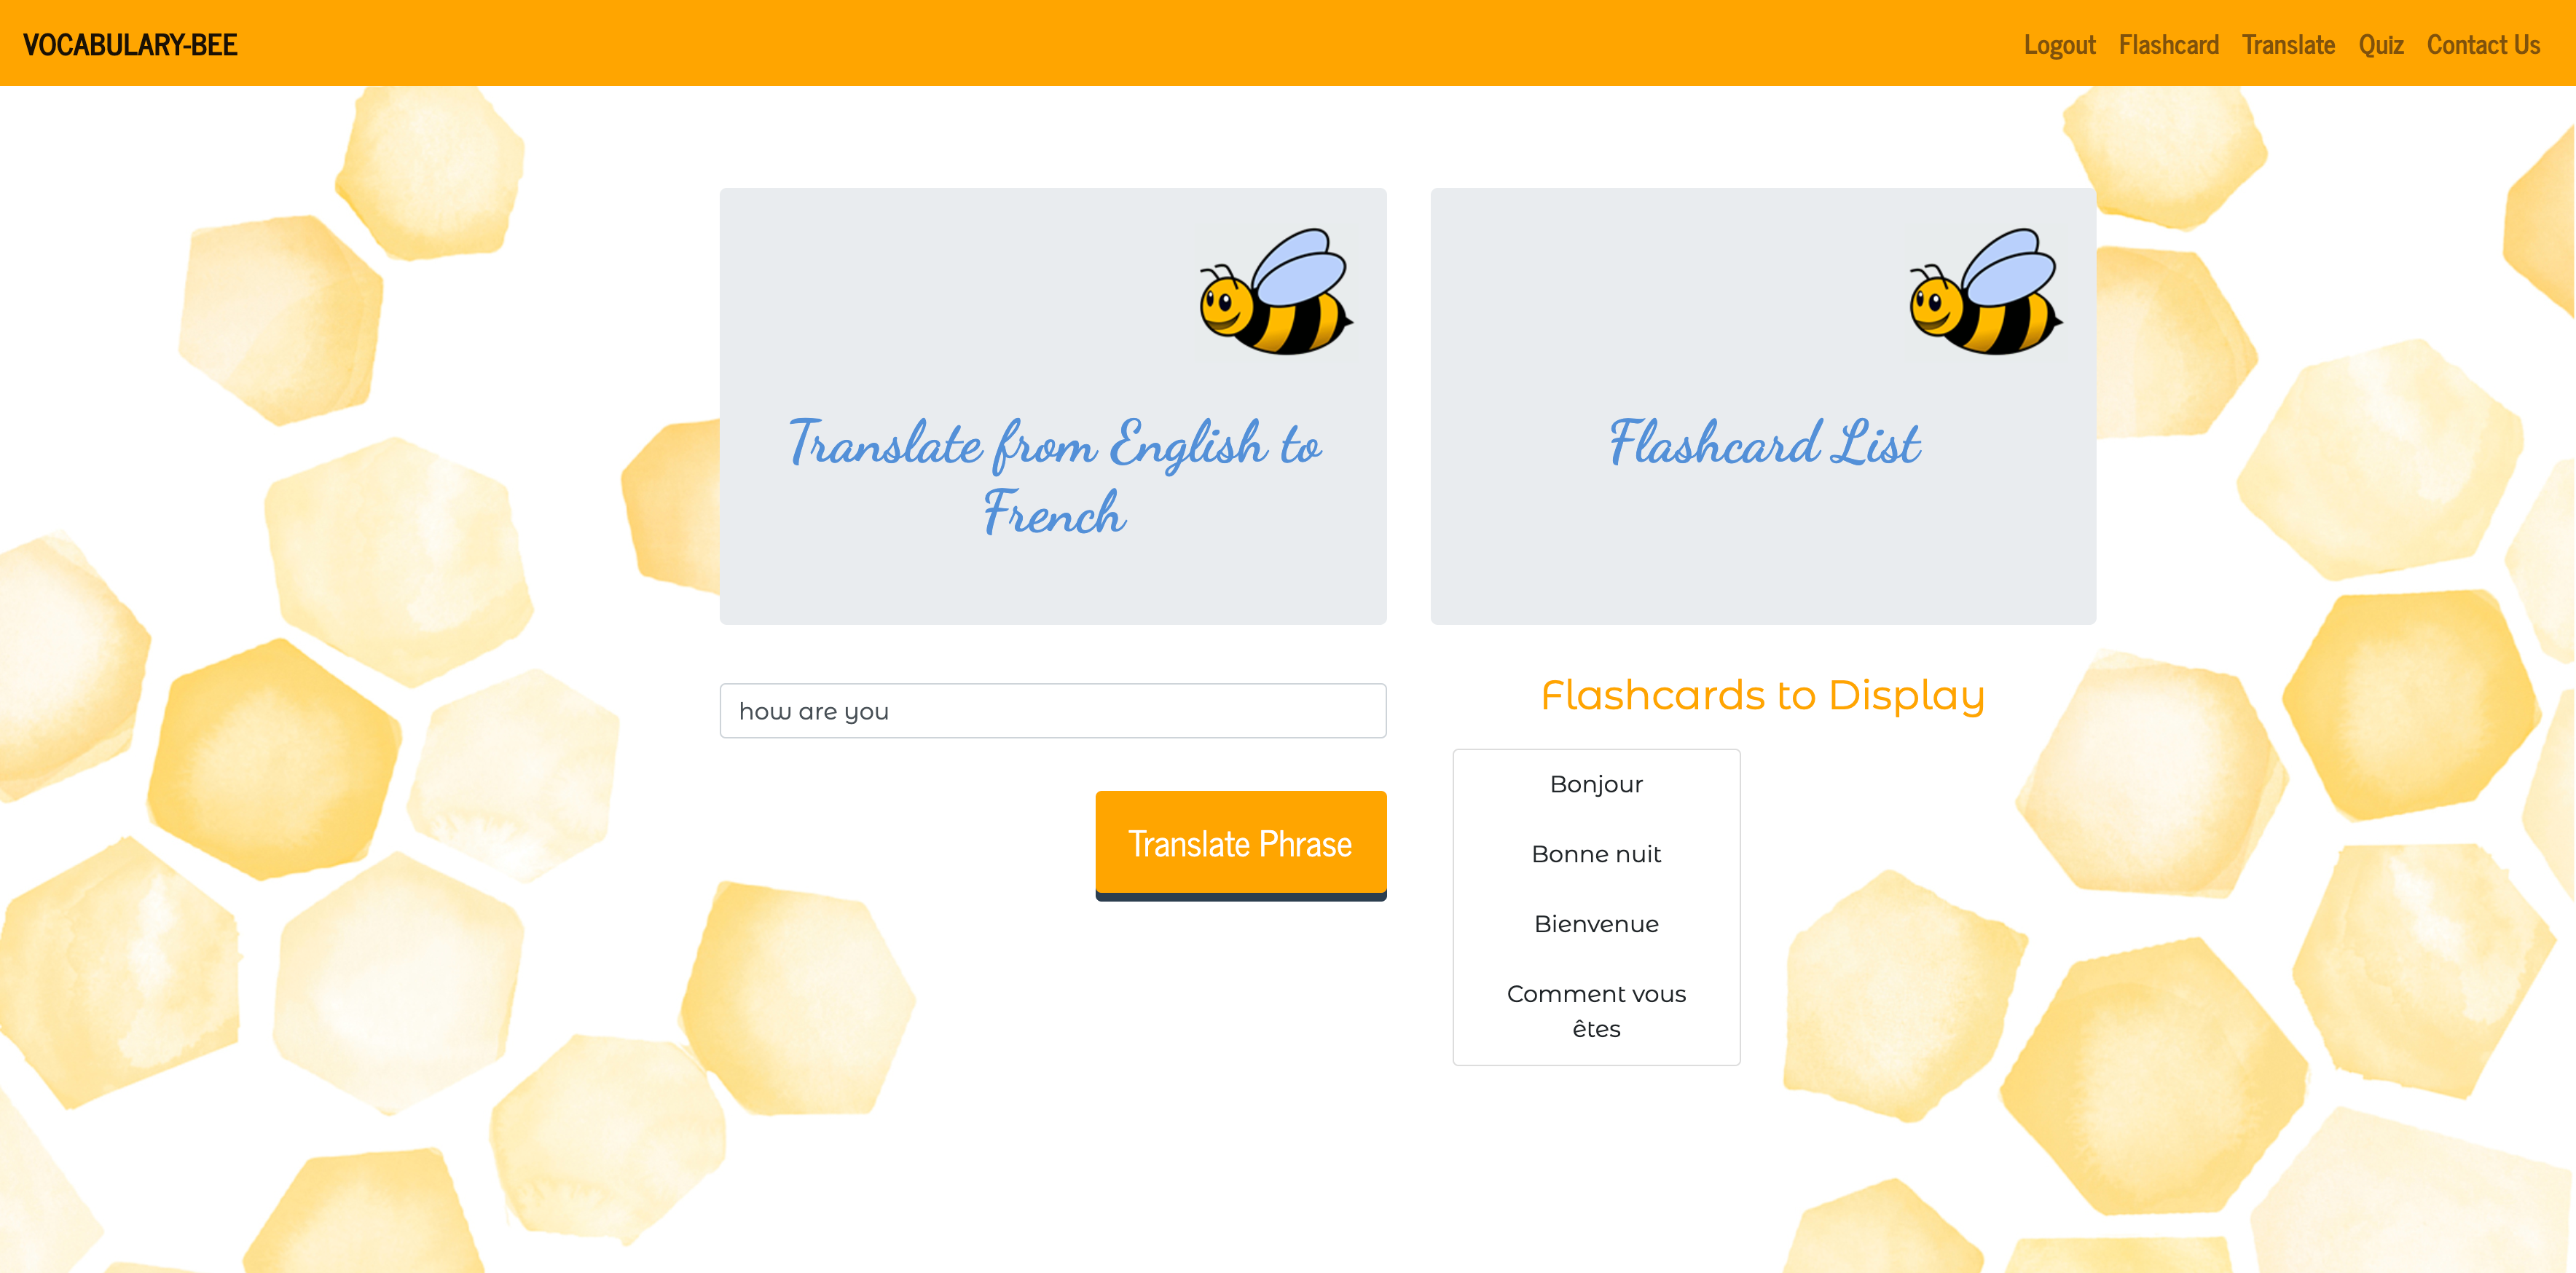 VOCABULARY-BEE
Logout Flashcard Translate Quiz Contact Us
Translate from English to
French
how are you
Translate Phrase
Flashcard List
Flashcards to Display
Bonjour
Bonne nuit
Bienvenue
Comment vous
êtes